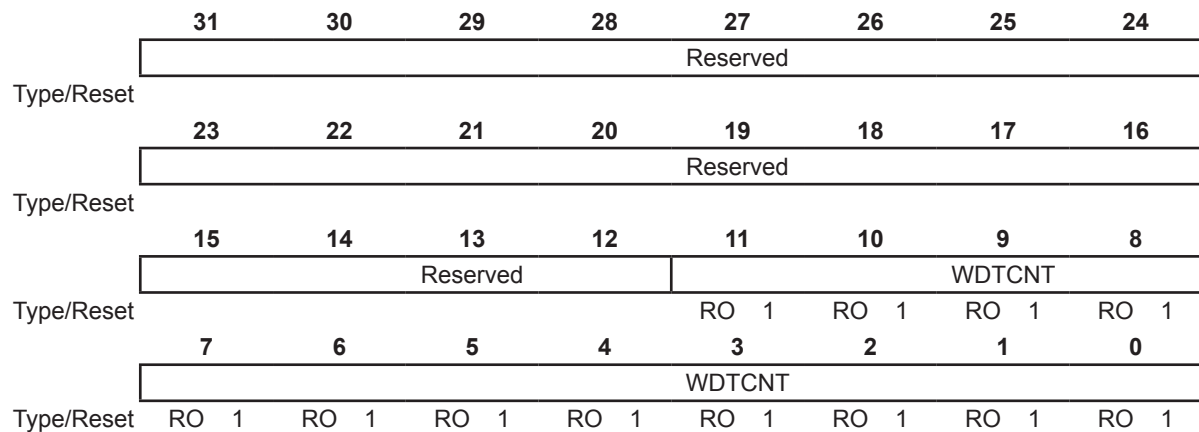 31 30 29 28 27 26 25 24
Reserved
Type/Reset
23 22 21 20 19 18 17 16
Reserved
Type/Reset
15 14 13 12 11 10 9 8
Reserved WDTCNT
Type/Reset RO 1 RO 1 RO 1 RO 1
7 6 5 4 3 2 1 0
WDTCNT
Type/Reset RO 1 RO 1 RO 1 RO 1 RO 1 RO 1 RO 1 RO 1